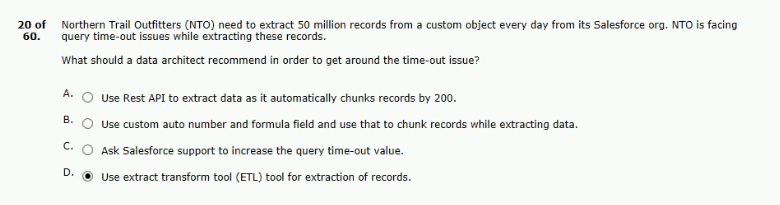 20 of Northern Trail Outfitters (NTO) need to extract 50 million records from a custom object every day from its Salesforce org. NTO is facing
60. query time-out issues while extracting these records.
What should a data architect recommend in order to get around the time-out issue?
A. Use Rest API to extract data as it automatically chunks records by 200.
B. Use custom auto number and formula field and use that to chunk records while extracting data.
C. Ask Salesforce support to increase the query time-out value.
D. Use extract transform tool (ETL) tool for extraction of records.